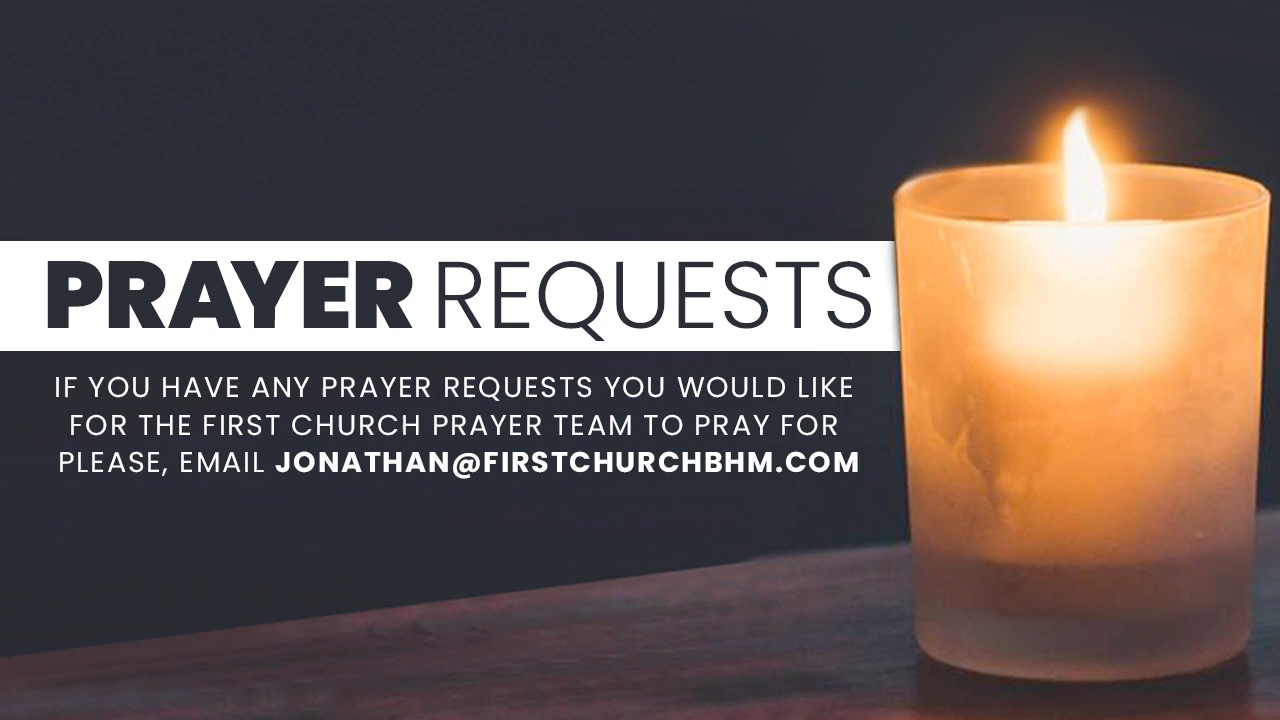 PRAYER REQUESTS
IF YOU HAVE ANY PRAYER REQUESTS YOU WOULD LIKE
FOR THE FIRST CHURCH PRAYER TEAM TO PRAY FOR
PLEASE, EMAIL JONATHAN@FIRSTCHURCHBHM.COM